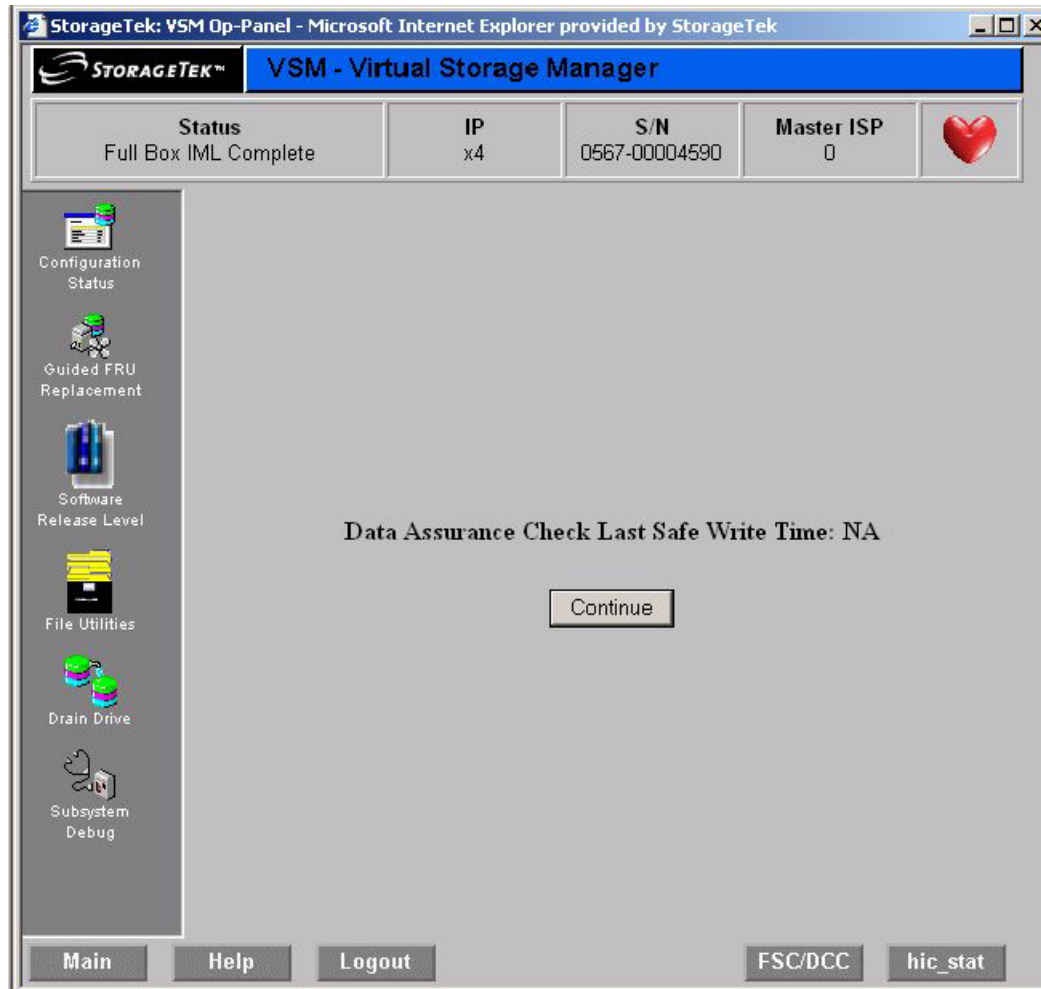 StorageTek: VSM Op-Panel - Microsoft Internet Explorer provided by StorageTek
STORAGETEK™ VSM - Virtual Storage Manager
Status IP S/N Master ISP
Full Box IML Complete x4 0567-00004590 0
Configuration
Status
Guided FRU
Replacement
Software
Release Level
Data Assurance Check Last Safe Write Time: NA
Continue
File Utilities
Drain Drive
Subsystem
Debug
Main Help Logout FSC/DCC hic_stat